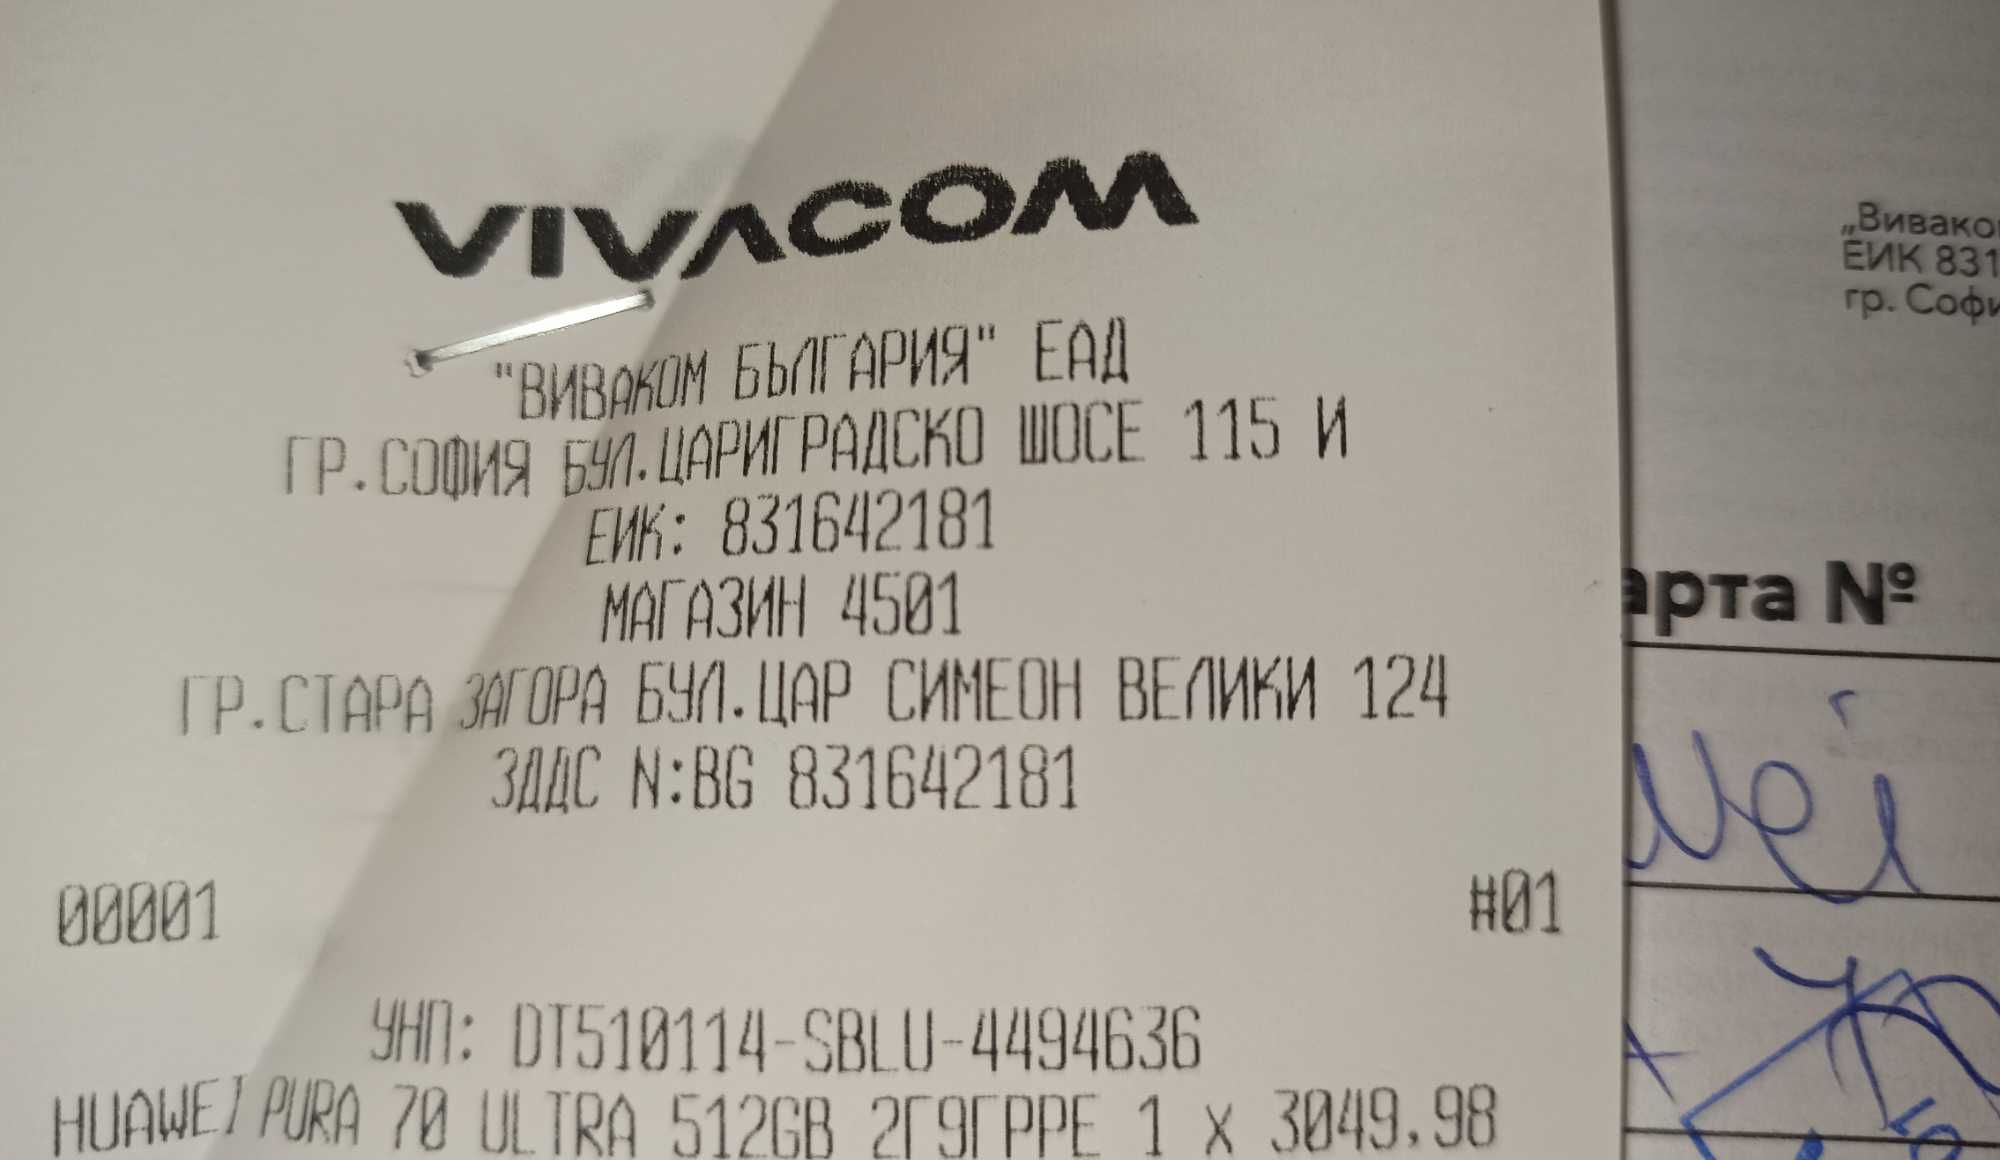 VIVACOM
"ВИВАКОМ БЪЛГАРИЯ" ЕАД
ГР.СОФИЯ БУЛ.ЦАРИГРАДСКО ШОСЕ 115 И
ЕИК: 831642181
МАГАЗИН 4501
ГР.СТАРА ЗАГОРА БУЛ.ЦАР СИМЕОН ВЕЛИКИ 124
ЗДДС N:BG 831642181
00001 #01
УНП: DT510114-SBLU-4494636
HUAWEI PURA 70 ULTRA 512GB 2Г9ГРРЕ 1 x 3049,98
„Вивако
ЕИК 831
гр. Софи
арта №
wei